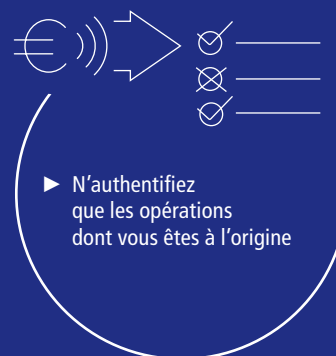 ► N’authentifiez
que les opérations
dont vous êtes à l’origine